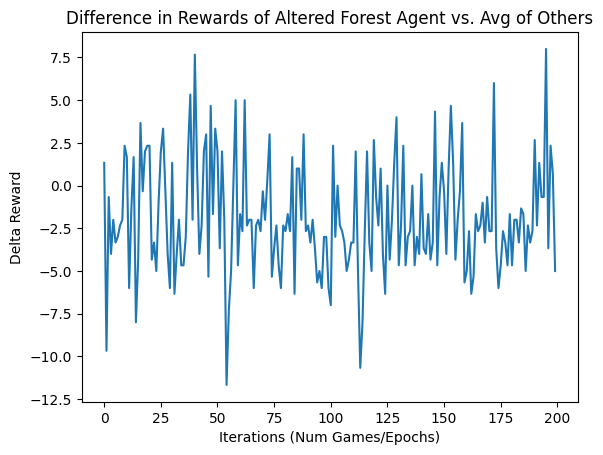 Difference in Rewards of Altered Forest Agent vs. Avg of Others
Delta Reward
7.5
5.0
2.5
0.0
−2.5
−5.0
−7.5
−10.0
−12.5
0 25 50 75 100 125 150 175 200
Iterations (Num Games/Epochs)